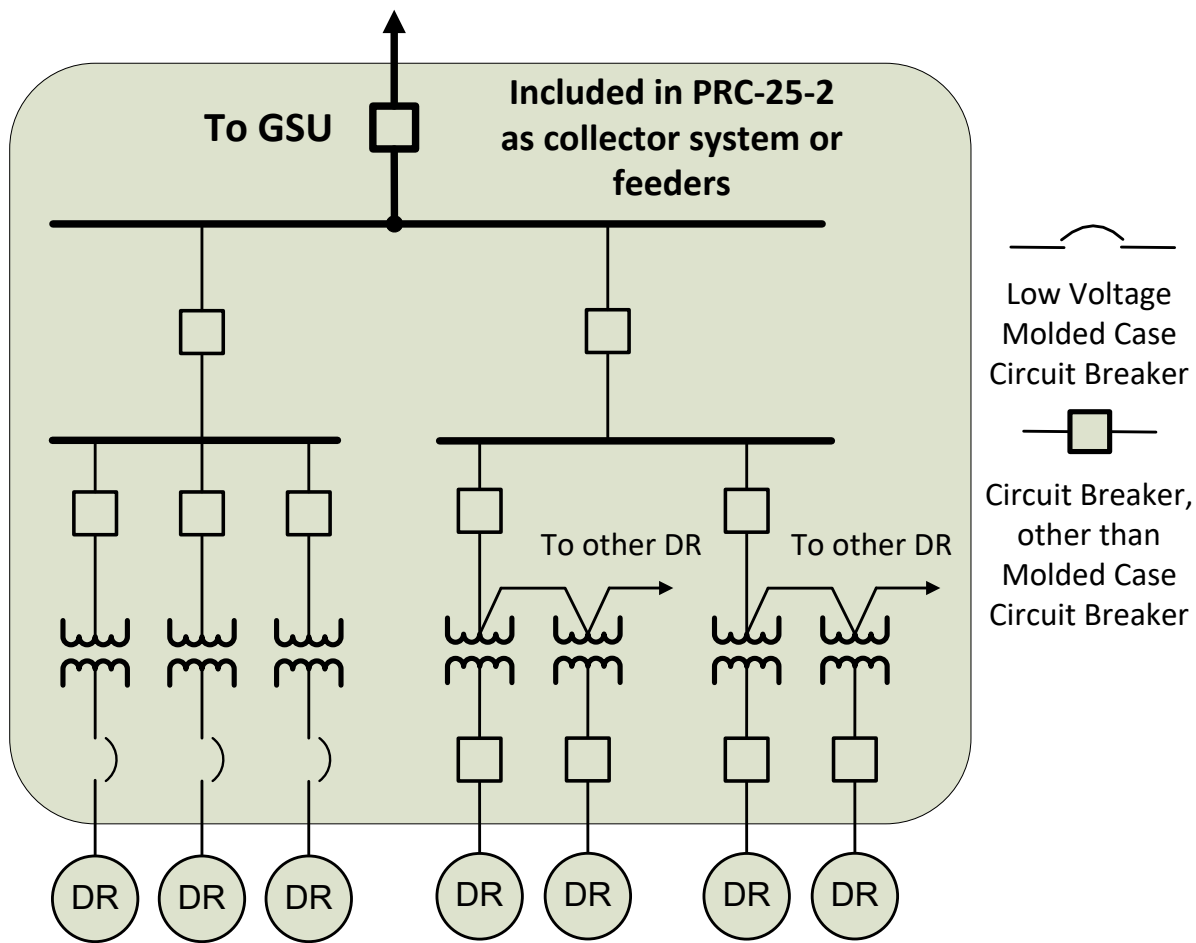 To GSU
Included in PRC-25-2
as collector system or
feeders
Low Voltage
Molded Case
Circuit Breaker
Circuit Breaker,
other than
Molded Case
Circuit Breaker
To other DR
To other DR
DR
DR
DR
DR
DR
DR
DR